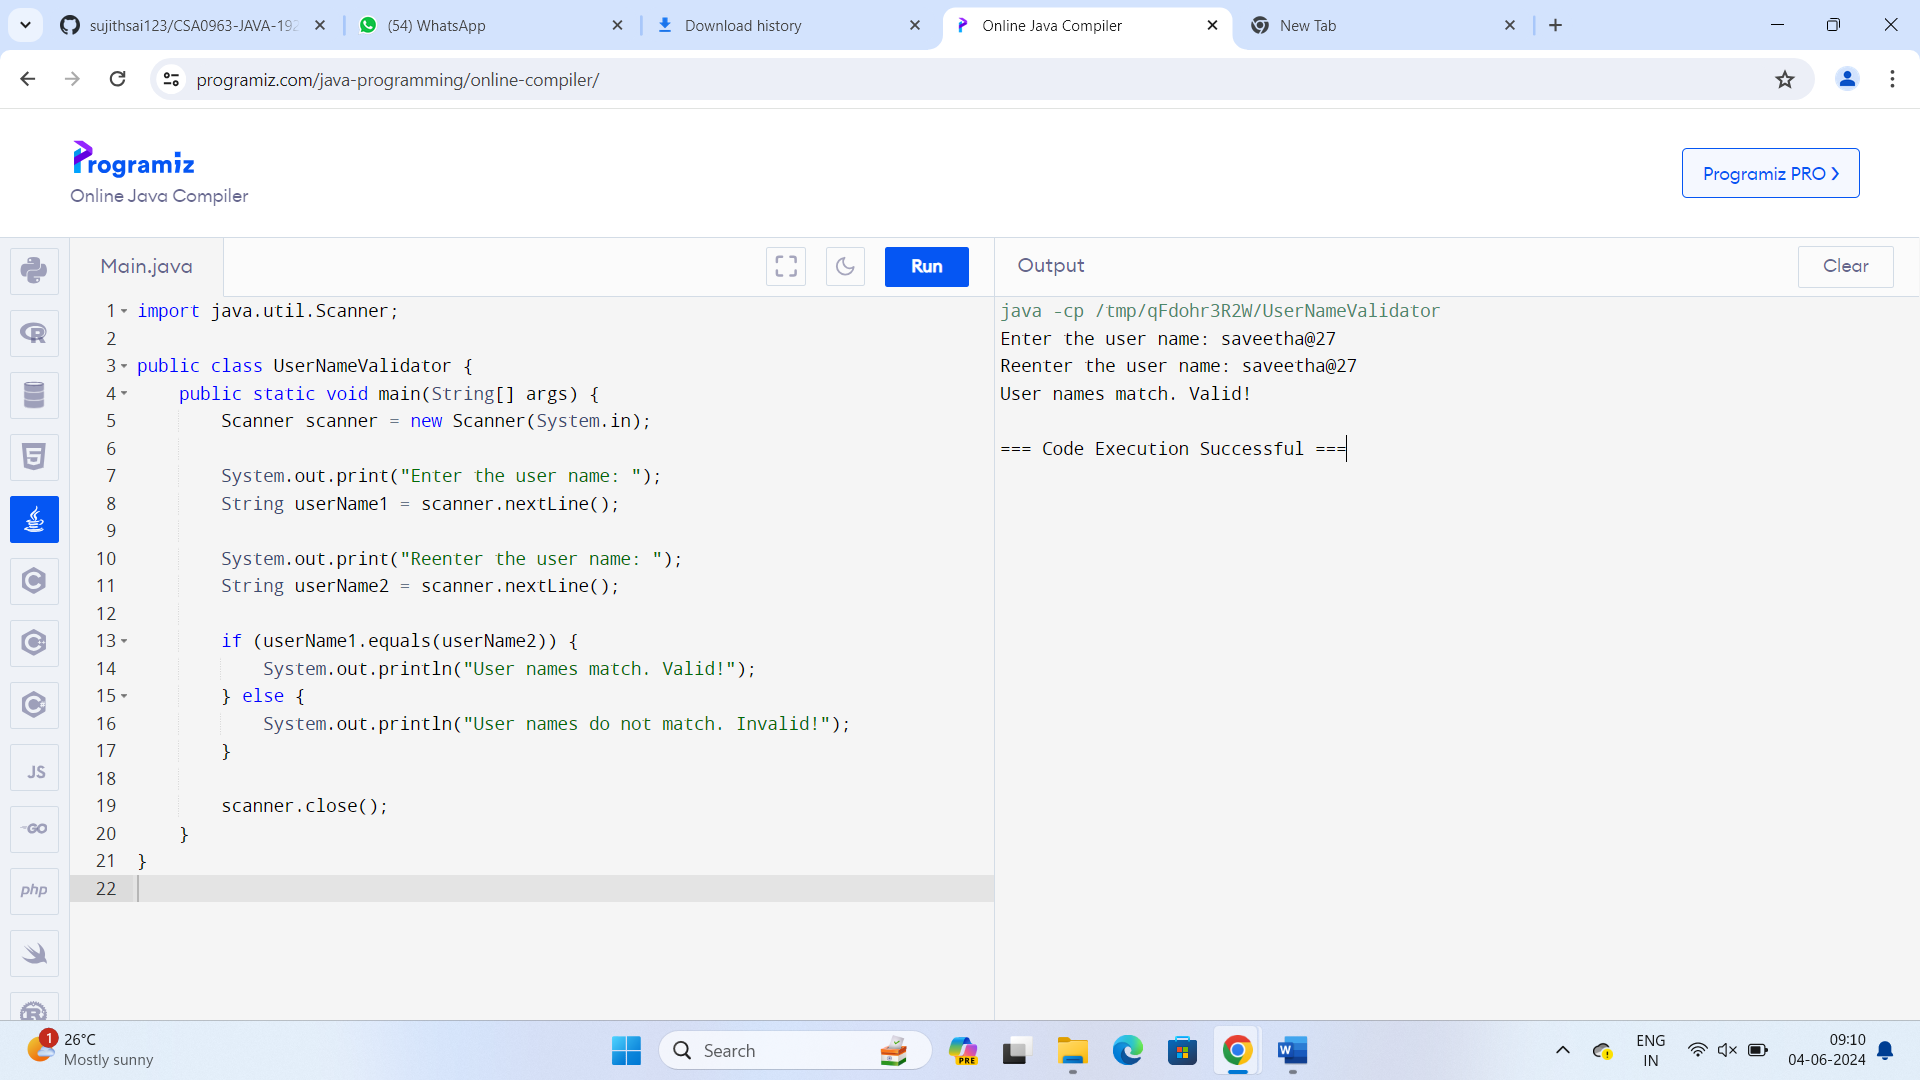 sujithsai123/CSA0963-JAVA-192
(54) WhatsApp
Download history
Online Java Compiler
New Tab
programiz.com/java-programming/online-compiler/
Programiz
Online Java Compiler
Programiz PRO
Main.java
Run
Output
Clear
1 import java.util.Scanner;
2
3 public class UserNameValidator {
4 public static void main(String[] args) {
5 Scanner scanner = new Scanner(System.in);
6
7 System.out.print("Enter the user name: ");
8 String userName1 = scanner.nextLine();
9
10 System.out.print("Reenter the user name: ");
11 String userName2 = scanner.nextLine();
12
13 if (userName1.equals(userName2)) {
14 System.out.println("User names match. Valid!");
15 } else {
16 System.out.println("User names do not match. Invalid!");
17 }
18
19 scanner.close();
20 }
21 }
22
java -cp /tmp/qFdohr3R2W/UserNameValidator
Enter the user name: saveetha@27
Reenter the user name: saveetha@27
User names match. Valid!
=== Code Execution Successful ===
R
5
C
C
C
JS
GO
php
R
1
26°C
Mostly sunny
Search
PRE
W
ENG
IN
09:10
04-06-2024